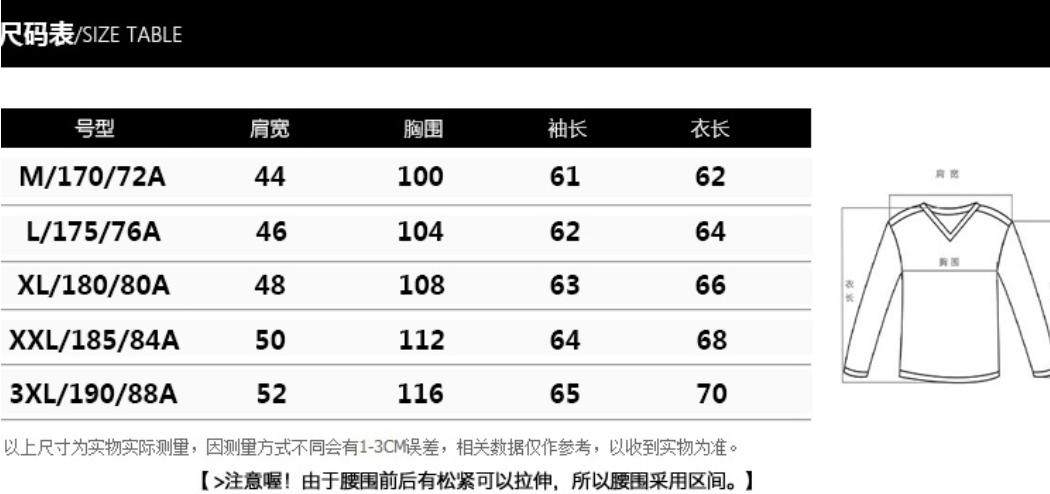 尺码表/SIZE TABLE
号型 肩宽 胸围 袖长 衣长
M/170/72A 44 100 61 62
L/175/76A 46 104 62 64
XL/180/80A 48 108 63 66
XXL/185/84A 50 112 64 68
3XL/190/88A 52 116 65 70
肩宽
胸围
衣长
以上尺寸为实物实际测量，因测量方式不同会有1-3CM误差，相关数据仅作参考，以收到实物为准。
【>注意喔！由于腰围前后有松紧可以拉伸，所以腰围采用区间。】